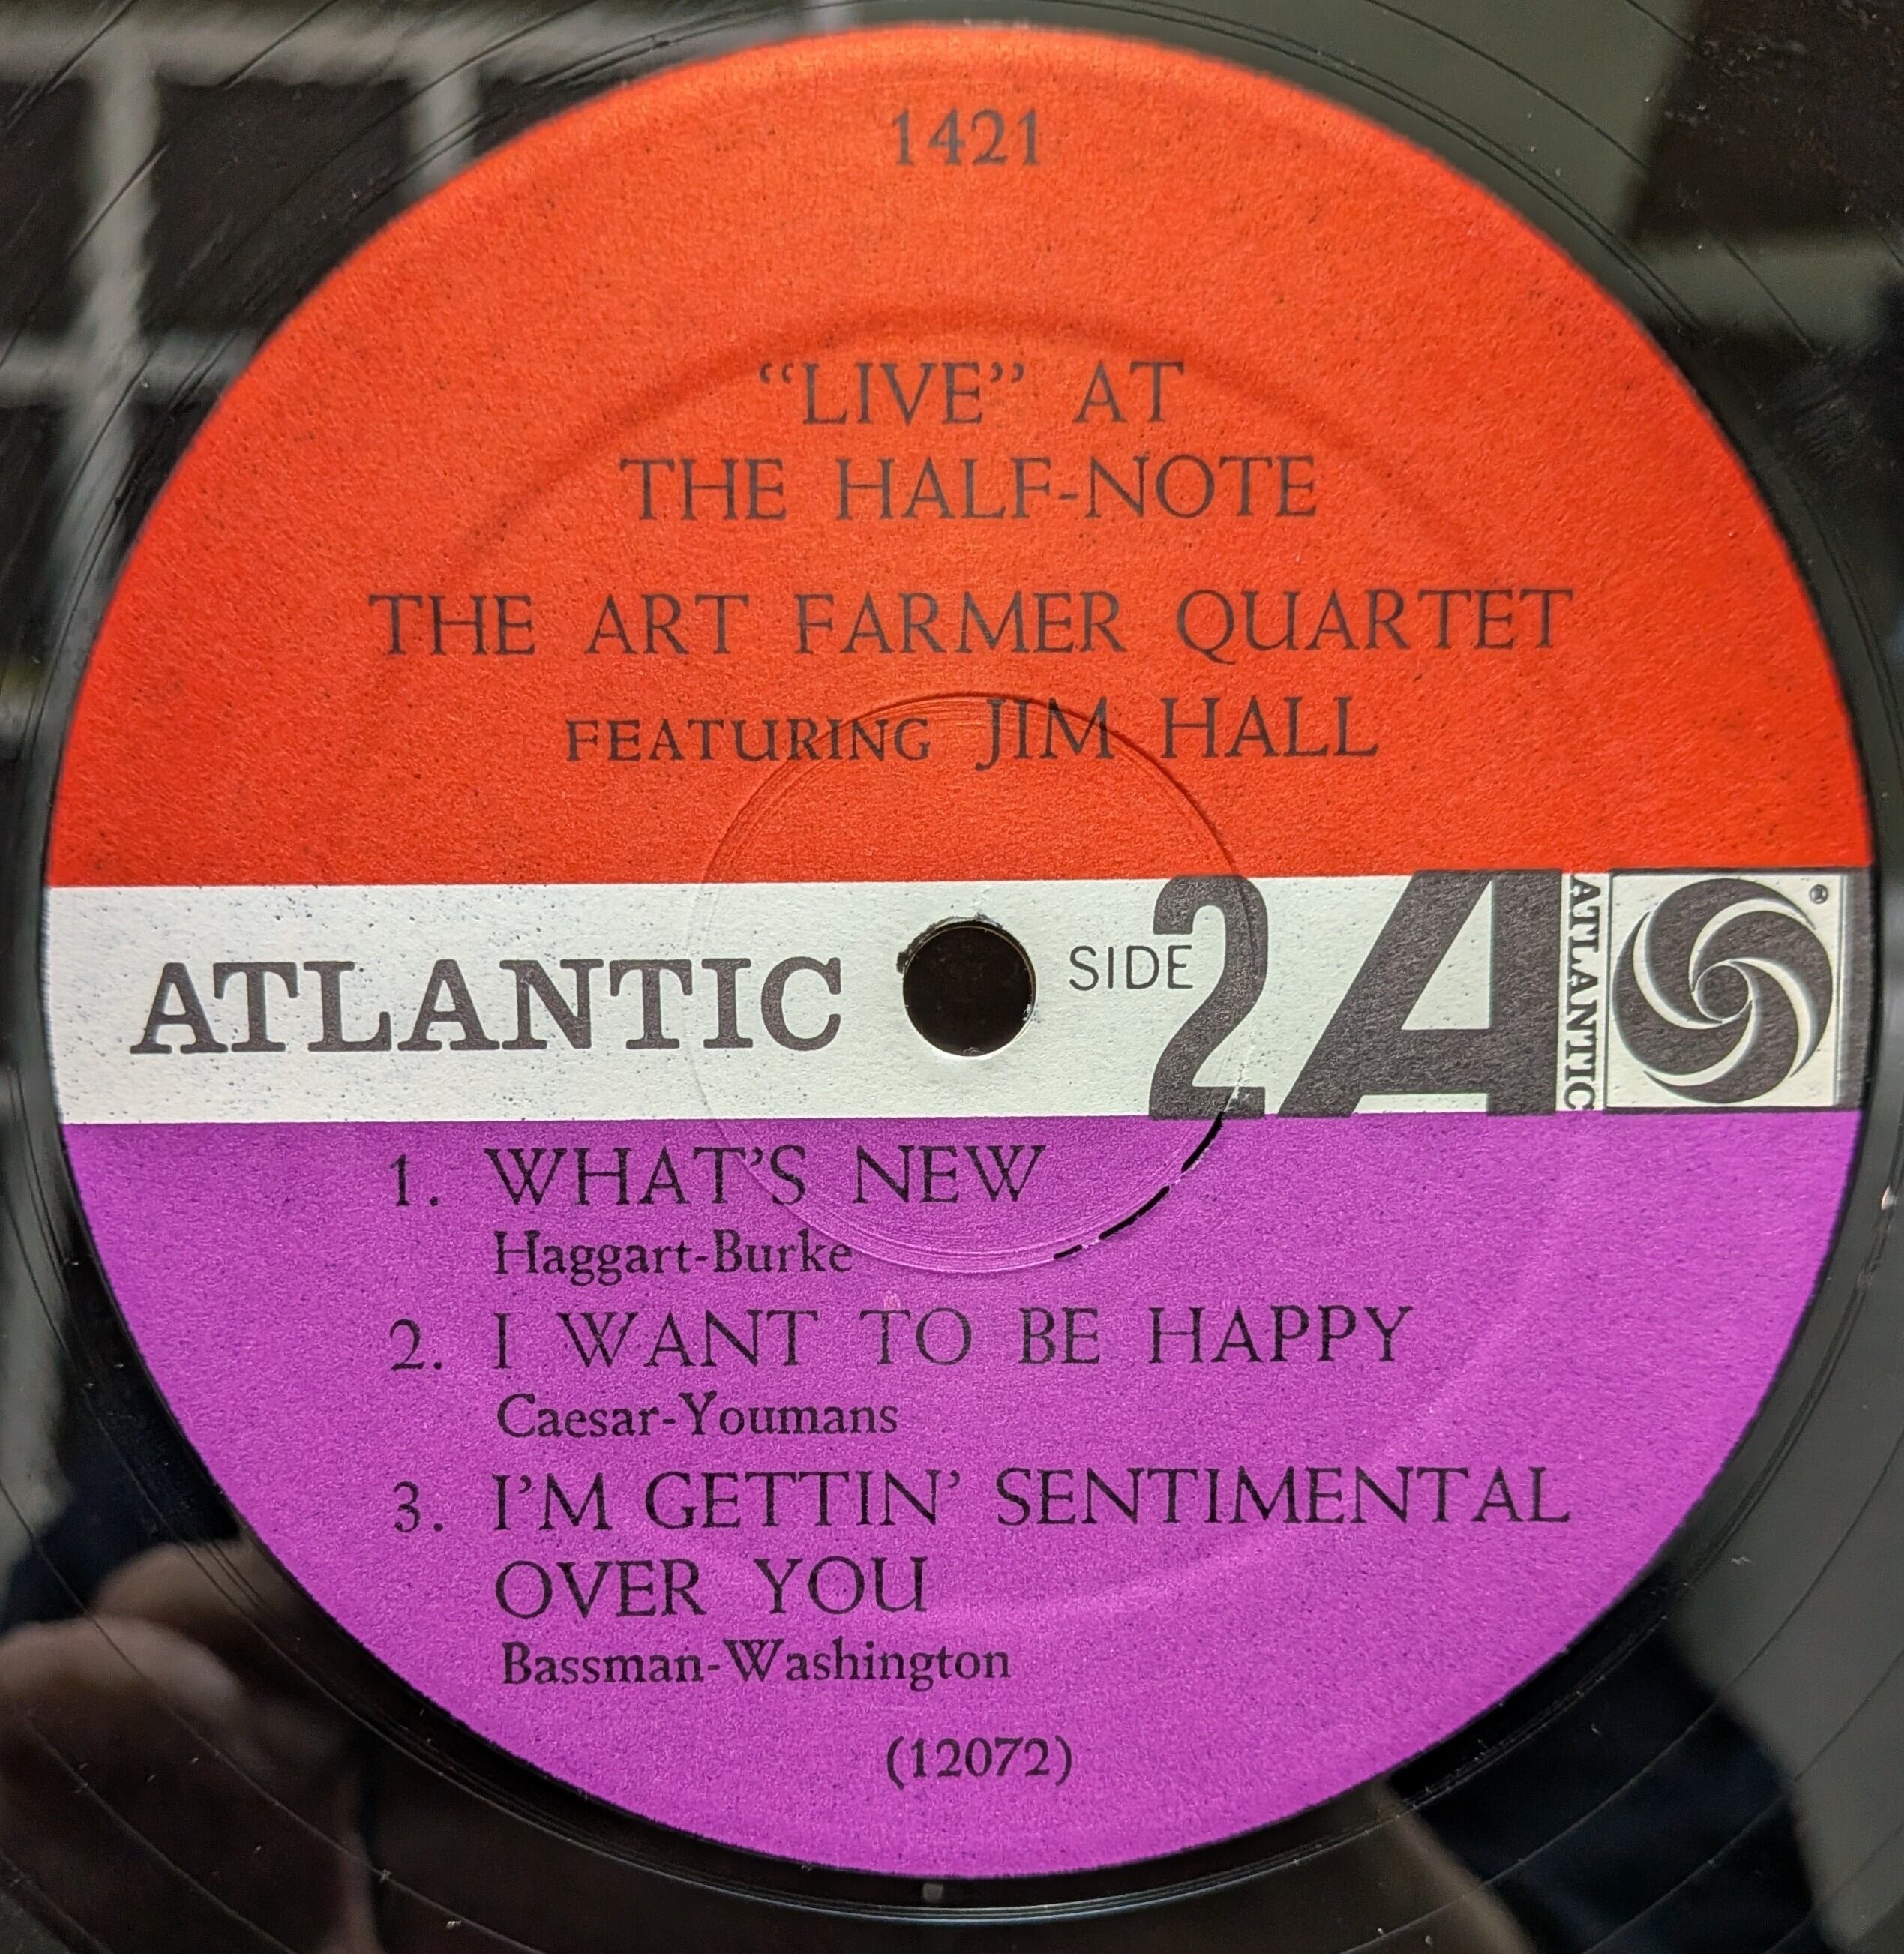 1421
“LIVE” AT
THE HALF-NOTE
THE ART FARMER QUARTET
FEATURING JIM HALL
ATLANTIC
SIDE 2
A
ATLANTIC
®
1. WHAT’S NEW
Haggart-Burke
2. I WANT TO BE HAPPY
Caesar-Youmans
3. I’M GETTIN’ SENTIMENTAL
OVER YOU
Bassman-Washington
(12072)